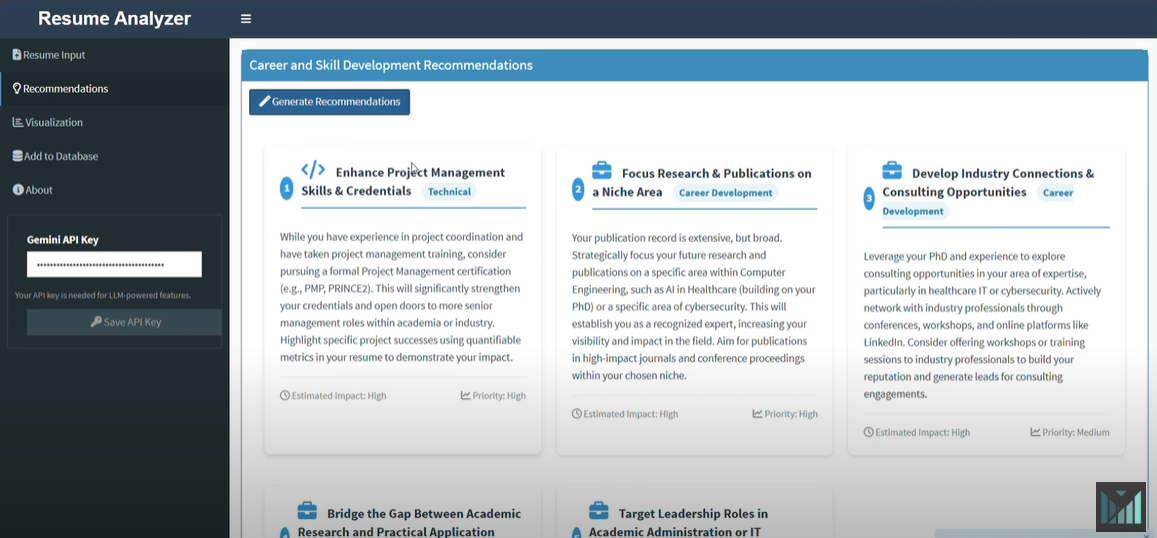 Resume Analyzer
Resume Input
Recommendations
Visualization
Add to Database
About
Gemini API Key
••••••••••••••••••••••••••••••••••••••
Your API key is needed for LLM-powered features.
Save API Key
Career and Skill Development Recommendations
Generate Recommendations
1
Enhance Project Management
Skills & Credentials Technical
While you have experience in project coordination and
have taken project management training, consider
pursuing a formal Project Management certification
(e.g., PMP, PRINCE2). This will significantly strengthen
your credentials and open doors to more senior
management roles within academia or industry.
Highlight specific project successes using quantifiable
metrics in your resume to demonstrate your impact.
Estimated Impact: High Priority: High
2
Focus Research & Publications on
a Niche Area Career Development
Your publication record is extensive, but broad.
Strategically focus your future research and
publications on a specific area within Computer
Engineering, such as AI in Healthcare (building on your
PhD) or a specific area of cybersecurity. This will
establish you as a recognized expert, increasing your
visibility and impact in the field. Aim for publications
in high-impact journals and conference proceedings
within your chosen niche.
Estimated Impact: High Priority: High
3
Develop Industry Connections &
Consulting Opportunities Career
Development
Leverage your PhD and experience to explore
consulting opportunities in your area of expertise,
particularly in healthcare IT or cybersecurity. Actively
network with industry professionals through
conferences, workshops, and online platforms like
LinkedIn. Consider offering workshops or training
sessions to industry professionals to build your
reputation and generate leads for consulting
engagements.
Estimated Impact: High Priority: Medium
Bridge the Gap Between Academic
Research and Practical Application
Target Leadership Roles in
Academic Administration or IT